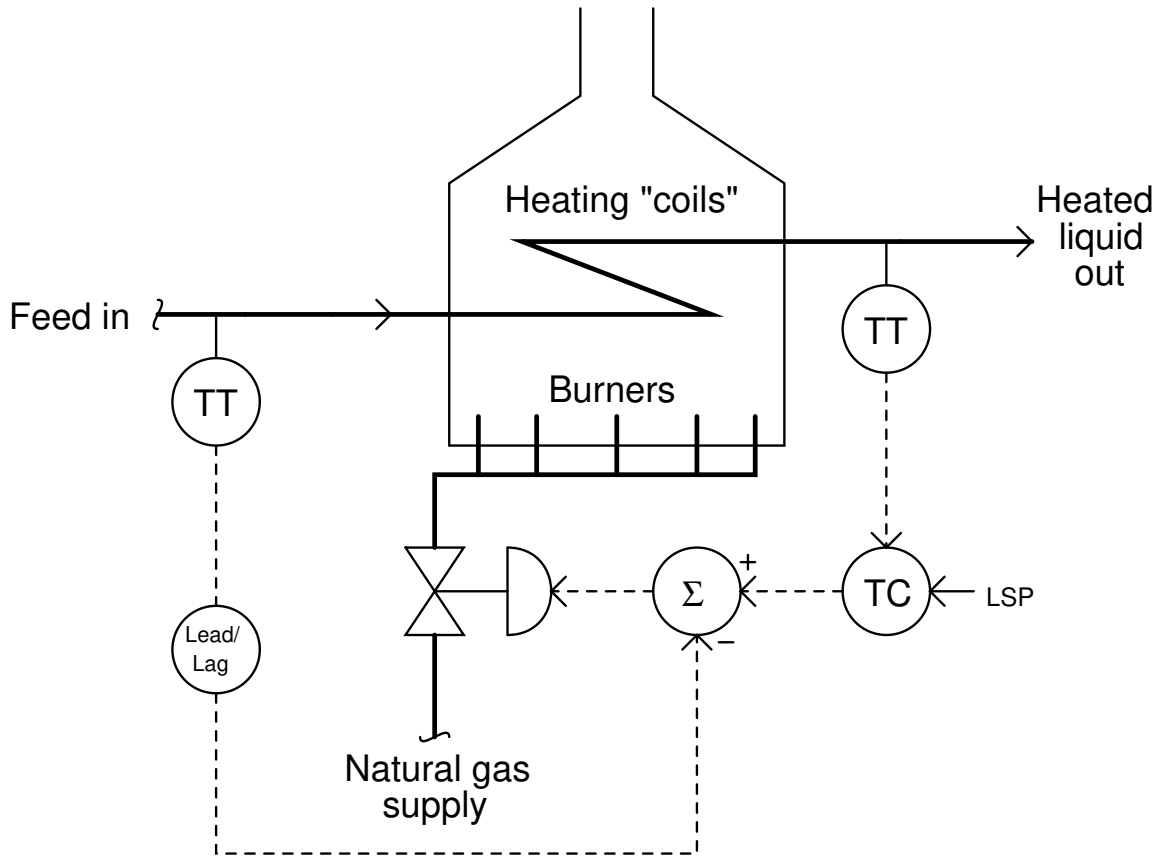 Heating "coils"
Heated
liquid
out
Feed in
TT
TT
Burners
+
Σ
TC
LSP
−
Lead/
Lag
Natural gas
supply